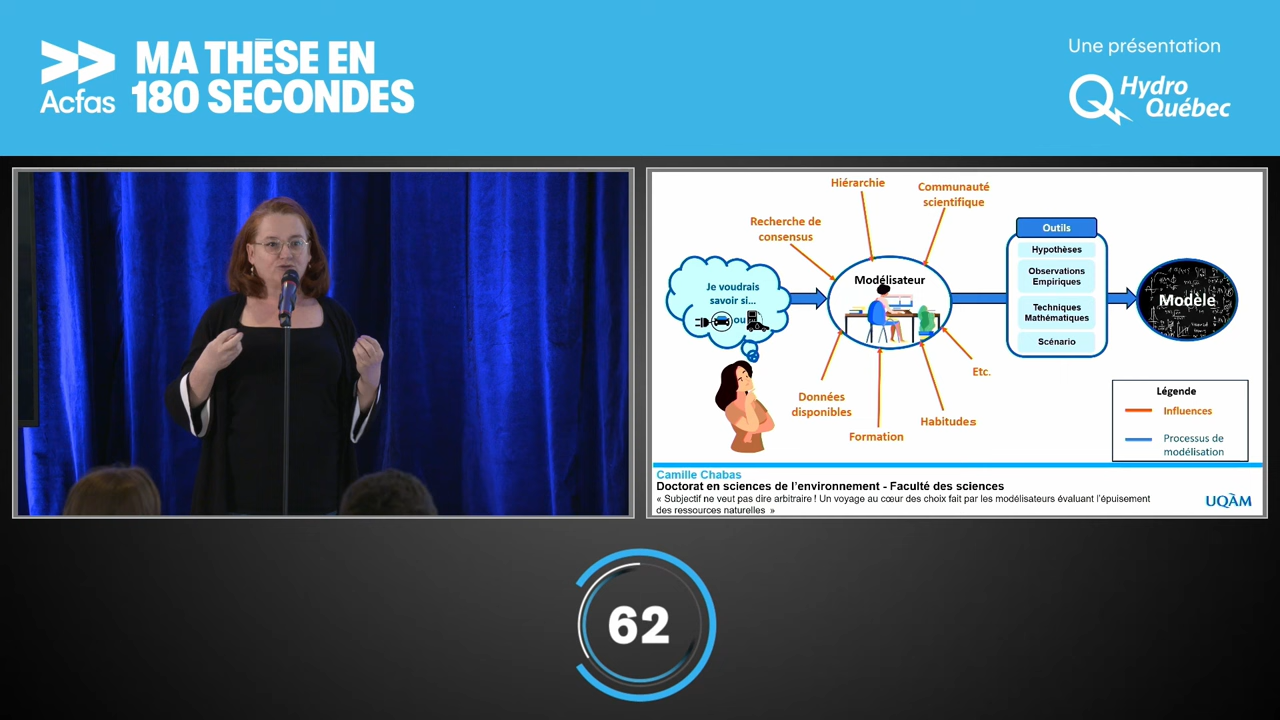 Acfas
MA THÈSE EN
180 SECONDES
Une présentation
Hydro
Québec
Hiérarchie
Communauté
scientifique
Recherche de
consensus
Outils
Hypothèses
Observations
Empiriques
Techniques
Mathématiques
Scénario
Je voudrais
savoir si...
ou
Modélisateur
Modèle
Etc.
Données
disponibles
Habitudes
Formation
Légende
Influences
Processus de
modélisation
Camille Chabas
Doctorat en sciences de l'environnement - Faculté des sciences
« Subjectif ne veut pas dire arbitraire ! Un voyage au cœur des choix fait par les modélisateurs évaluant l'épuisement
des ressources naturelles »
UQÀM
62